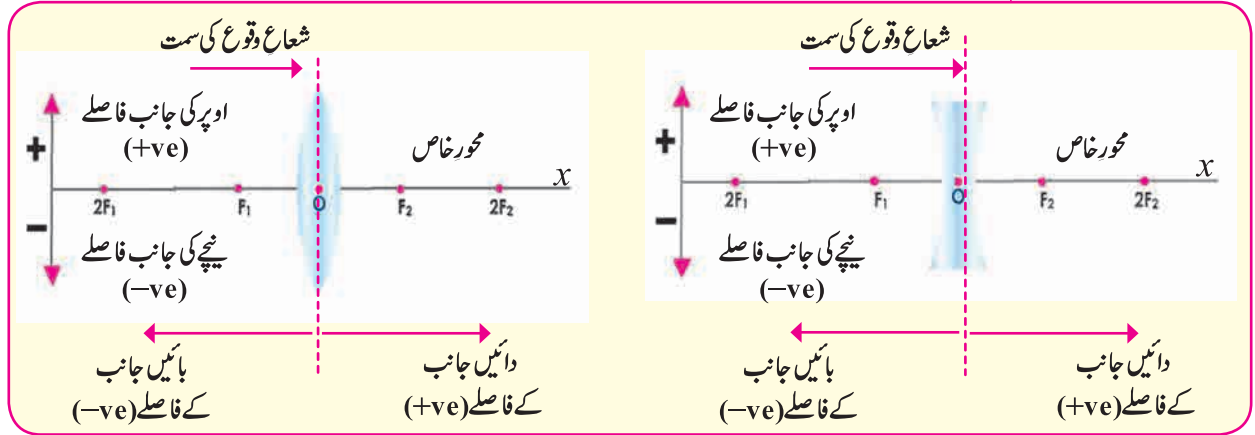 شعاعِ وقوع کی سمت
اوپر کی جانب فاصلے
(+ve)
+
محورِ خاص
x
2F₁ F₁ O F₂ 2F₂
−
نیچے کی جانب فاصلے
(−ve)
بائیں جانب
کے فاصلے (−ve)
دائیں جانب
کے فاصلے (+ve)
شعاعِ وقوع کی سمت
اوپر کی جانب فاصلے
(+ve)
+
محورِ خاص
x
2F₁ F₁ O F₂ 2F₂
−
نیچے کی جانب فاصلے
(−ve)
بائیں جانب
کے فاصلے (−ve)
دائیں جانب
کے فاصلے (+ve)